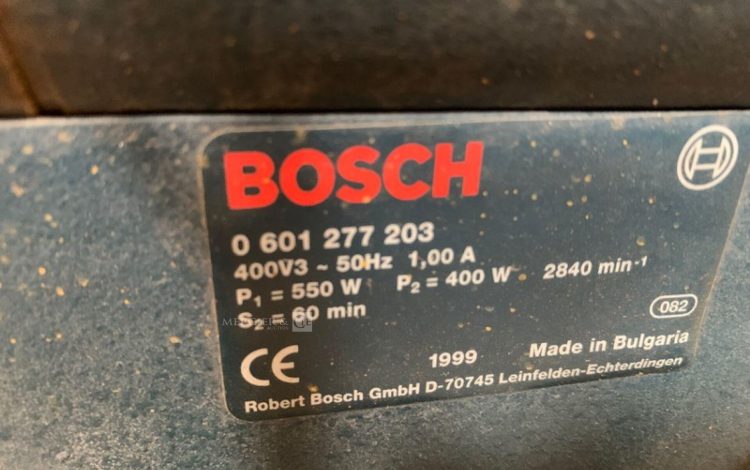 BOSCH
0 601 277 203
400V3 ~ 50Hz 1,00 A
P₁ = 550 W P₂ = 400 W 2840 min⁻¹
S₂ = 60 min
082
CE 1999 Made in Bulgaria
Robert Bosch GmbH D-70745 Leinfelden-Echterdingen